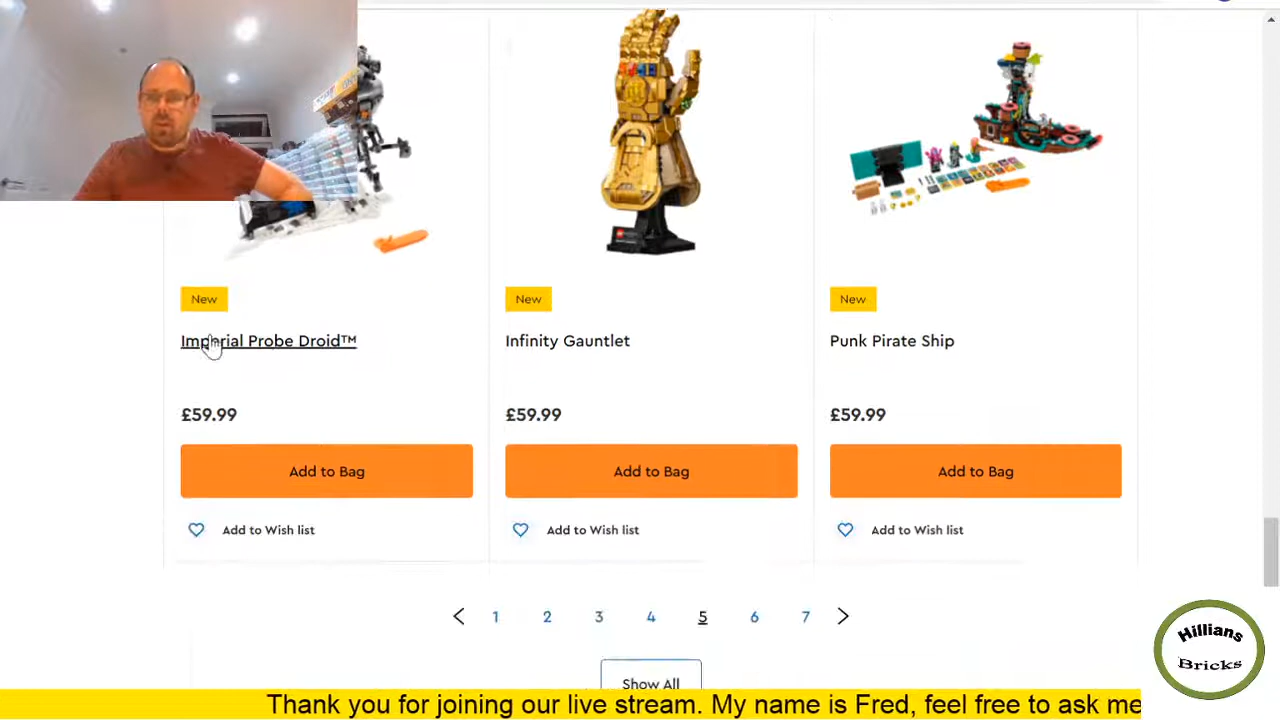 New
New
New
Imperial Probe Droid™
Infinity Gauntlet
Punk Pirate Ship
£59.99
£59.99
£59.99
Add to Bag
Add to Bag
Add to Bag
Add to Wish list
Add to Wish list
Add to Wish list
1 2 3 4 5 6 7
Show All
Hillians
Bricks
Thank you for joining our live stream. My name is Fred, feel free to ask me